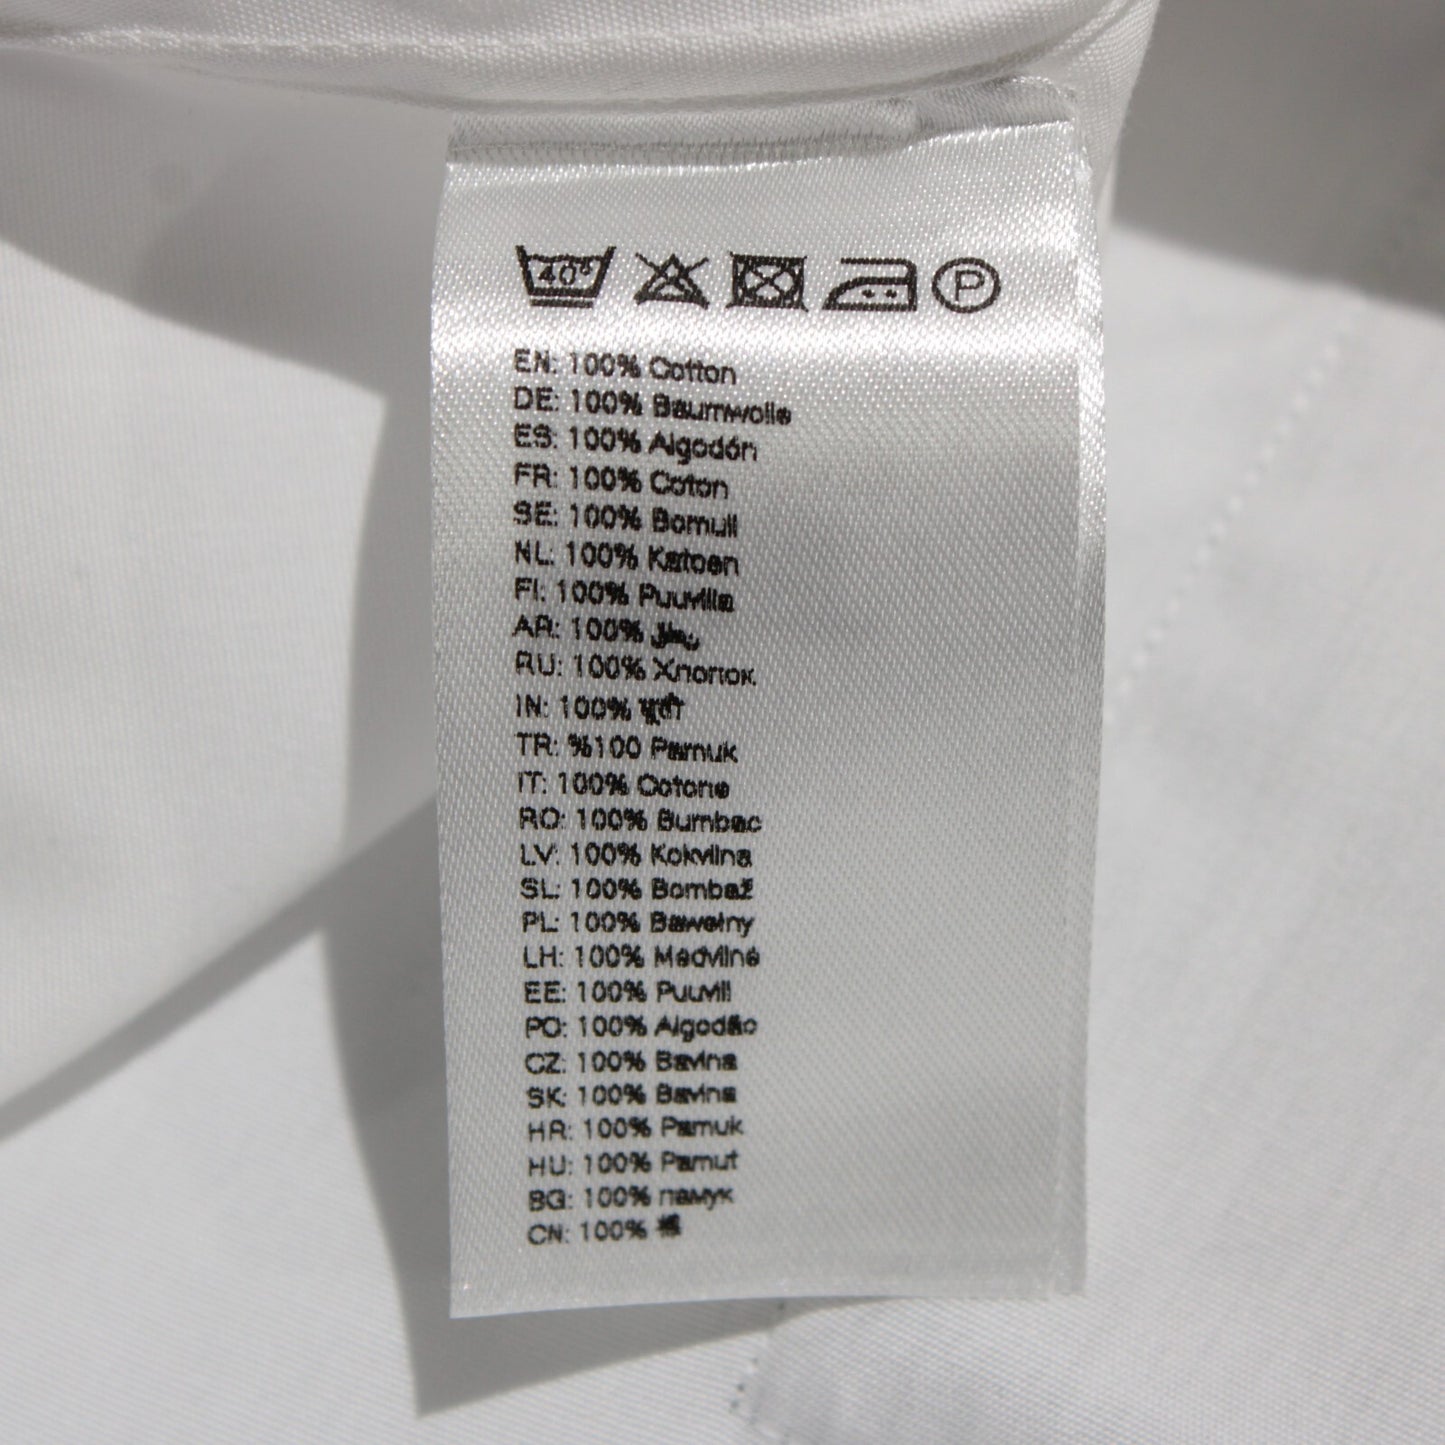 40°
P
EN: 100% Cotton
DE: 100% Baumwolle
ES: 100% Algodón
FR: 100% Coton
SE: 100% Bomull
NL: 100% Katoen
FI: 100% Puuvilla
AR: 100%
RU: 100% Хлопок
IN: 100% सूती
TR: %100 Pamuk
IT: 100% Cotone
RO: 100% Bumbac
LV: 100% Kokvilna
SL: 100% Bombaž
PL: 100% Bawełny
LH: 100% Medvilnė
EE: 100% Puuvill
PO: 100% Algodão
CZ: 100% Bavlna
SK: 100% Bavlna
HR: 100% Pamuk
HU: 100% Pamut
BG: 100% памук
CN: 100% 棉